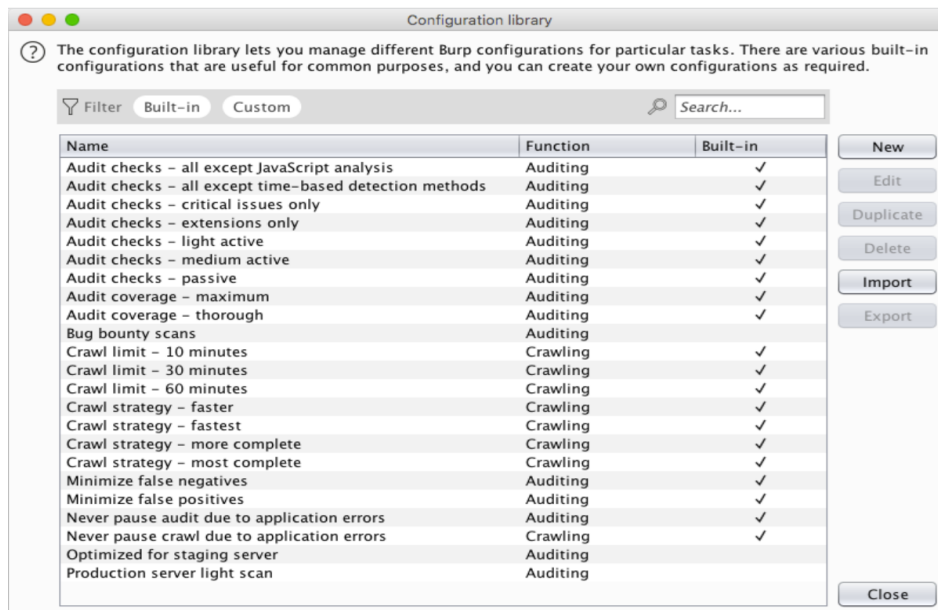 Configuration library
? The configuration library lets you manage different Burp configurations for particular tasks. There are various built-in
configurations that are useful for common purposes, and you can create your own configurations as required.
Filter Built-in Custom Search...
Name Function Built-in
Audit checks - all except JavaScript analysis Auditing ✓
Audit checks - all except time-based detection methods Auditing ✓
Audit checks - critical issues only Auditing ✓
Audit checks - extensions only Auditing ✓
Audit checks - light active Auditing ✓
Audit checks - medium active Auditing ✓
Audit checks - passive Auditing ✓
Audit coverage - maximum Auditing ✓
Audit coverage - thorough Auditing ✓
Bug bounty scans Auditing
Crawl limit - 10 minutes Crawling ✓
Crawl limit - 30 minutes Crawling ✓
Crawl limit - 60 minutes Crawling ✓
Crawl strategy - faster Crawling ✓
Crawl strategy - fastest Crawling ✓
Crawl strategy - more complete Crawling ✓
Crawl strategy - most complete Crawling ✓
Minimize false negatives Auditing ✓
Minimize false positives Auditing ✓
Never pause audit due to application errors Auditing ✓
Never pause crawl due to application errors Crawling ✓
Optimized for staging server Auditing
Production server light scan Auditing
New
Edit
Duplicate
Delete
Import
Export
Close